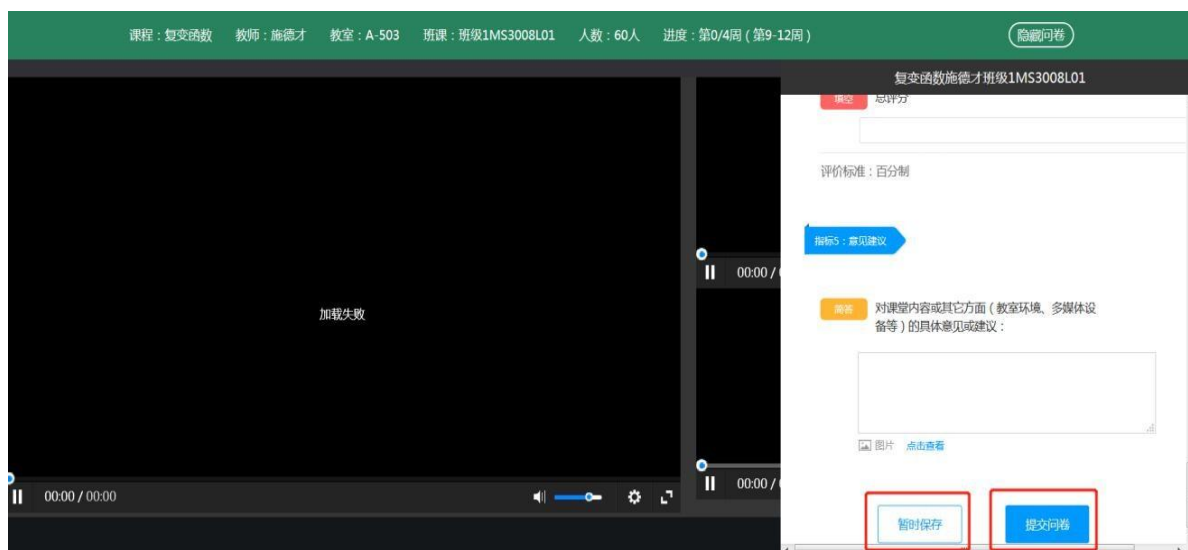 课程：复变函数 教师：施德才 教室：A-503 班课：班级1MS3008L01 人数：60人 进度：第0/4周（第9-12周） 隐藏问卷
复变函数施德才班级1MS3008L01
填空 总评分
评价标准：百分制
指标5：意见建议
00:00 /
加载失败
简答 对课堂内容或其它方面（教室环境、多媒体设
备等）的具体意见或建议：
图片 点击查看
00:00 / 00:00
00:00 /
暂时保存 提交问卷